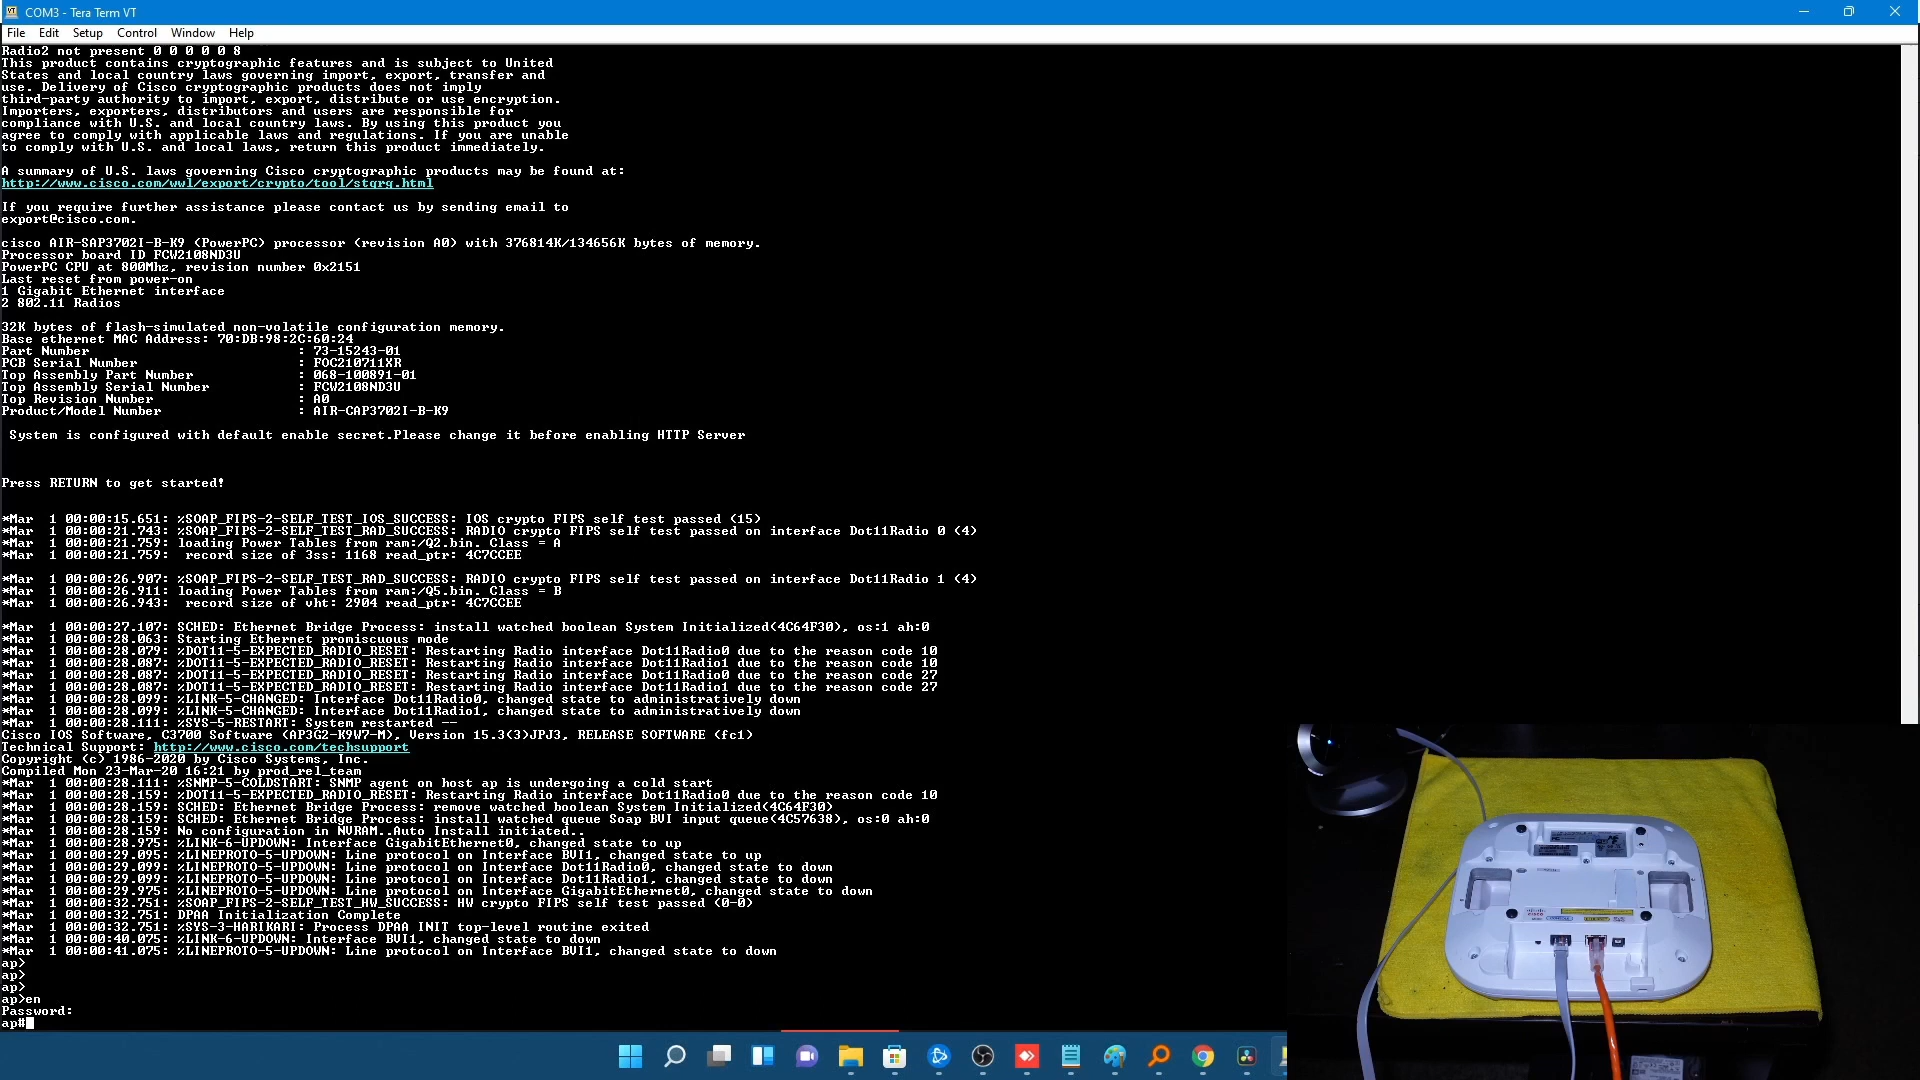 COM3 - Tera Term VT
File Edit Setup Control Window Help
Radio2 not present 0 0 0 0 0 8
This product contains cryptographic features and is subject to United
States and local country laws governing import, export, transfer and
use. Delivery of Cisco cryptographic products does not imply
third-party authority to import, export, distribute or use encryption.
Importers, exporters, distributors and users are responsible for
compliance with U.S. and local country laws. By using this product you
agree to comply with applicable laws and regulations. If you are unable
to comply with U.S. and local laws, return this product immediately.
A summary of U.S. laws governing Cisco cryptographic products may be found at:
http://www.cisco.com/wwl/export/crypto/tool/stqrg.html
If you require further assistance please contact us by sending email to
export@cisco.com.
cisco AIR-SAP3702I-B-K9 (PowerPC) processor (revision A0) with 376814K/134656K bytes of memory.
Processor board ID FCW2108ND3U
PowerPC CPU at 800Mhz, revision number 0x2151
Last reset from power-on
1 Gigabit Ethernet interface
2 802.11 Radios
32K bytes of flash-simulated non-volatile configuration memory.
Base ethernet MAC Address: 70:DB:98:2C:60:24
Part Number : 73-15243-01
PCB Serial Number : FOC210711XR
Top Assembly Part Number : 068-100891-01
Top Assembly Serial Number : FCW2108ND3U
Top Revision Number : A0
Product/Model Number : AIR-CAP3702I-B-K9
System is configured with default enable secret.Please change it before enabling HTTP Server
Press RETURN to get started!
*Mar 1 00:00:15.651: %SOAP_FIPS-2-SELF_TEST_IOS_SUCCESS: IOS crypto FIPS self test passed (15)
*Mar 1 00:00:21.743: %SOAP_FIPS-2-SELF_TEST_RAD_SUCCESS: RADIO crypto FIPS self test passed on interface Dot11Radio 0 (4)
*Mar 1 00:00:21.759: loading Power Tables from ram:/Q2.bin. Class = A
*Mar 1 00:00:21.759: record size of 3ss: 1168 read_ptr: 4C7CCEE
*Mar 1 00:00:26.907: %SOAP_FIPS-2-SELF_TEST_RAD_SUCCESS: RADIO crypto FIPS self test passed on interface Dot11Radio 1 (4)
*Mar 1 00:00:26.911: loading Power Tables from ram:/Q5.bin. Class = B
*Mar 1 00:00:26.943: record size of vht: 2904 read_ptr: 4C7CCEE
*Mar 1 00:00:27.107: SCHED: Ethernet Bridge Process: install watched boolean System Initialized(4C64F30), os:1 ah:0
*Mar 1 00:00:28.063: Starting Ethernet promiscuous mode
*Mar 1 00:00:28.079: %DOT11-5-EXPECTED_RADIO_RESET: Restarting Radio interface Dot11Radio0 due to the reason code 10
*Mar 1 00:00:28.087: %DOT11-5-EXPECTED_RADIO_RESET: Restarting Radio interface Dot11Radio1 due to the reason code 10
*Mar 1 00:00:28.087: %DOT11-5-EXPECTED_RADIO_RESET: Restarting Radio interface Dot11Radio0 due to the reason code 27
*Mar 1 00:00:28.087: %DOT11-5-EXPECTED_RADIO_RESET: Restarting Radio interface Dot11Radio1 due to the reason code 27
*Mar 1 00:00:28.099: %LINK-5-CHANGED: Interface Dot11Radio0, changed state to administratively down
*Mar 1 00:00:28.099: %LINK-5-CHANGED: Interface Dot11Radio1, changed state to administratively down
*Mar 1 00:00:28.111: %SYS-5-RESTART: System restarted --
Cisco IOS Software, C3700 Software (AP3G2-K9W7-M), Version 15.3(3)JPJ3, RELEASE SOFTWARE (fc1)
Technical Support: http://www.cisco.com/techsupport
Copyright (c) 1986-2020 by Cisco Systems, Inc.
Compiled Mon 23-Mar-20 16:21 by prod_rel_team
*Mar 1 00:00:28.111: %SNMP-5-COLDSTART: SNMP agent on host ap is undergoing a cold start
*Mar 1 00:00:28.159: %DOT11-5-EXPECTED_RADIO_RESET: Restarting Radio interface Dot11Radio0 due to the reason code 10
*Mar 1 00:00:28.159: SCHED: Ethernet Bridge Process: remove watched boolean System Initialized(4C64F30)
*Mar 1 00:00:28.159: SCHED: Ethernet Bridge Process: install watched queue Soap BVI input queue(4C57638), os:0 ah:0
*Mar 1 00:00:28.159: No configuration in NVRAM..Auto Install initiated..
*Mar 1 00:00:28.975: %LINK-6-UPDOWN: Interface GigabitEthernet0, changed state to up
*Mar 1 00:00:29.095: %LINEPROTO-5-UPDOWN: Line protocol on Interface BVI1, changed state to up
*Mar 1 00:00:29.099: %LINEPROTO-5-UPDOWN: Line protocol on Interface Dot11Radio0, changed state to down
*Mar 1 00:00:29.099: %LINEPROTO-5-UPDOWN: Line protocol on Interface Dot11Radio1, changed state to down
*Mar 1 00:00:29.975: %LINEPROTO-5-UPDOWN: Line protocol on Interface GigabitEthernet0, changed state to down
*Mar 1 00:00:32.751: %SOAP_FIPS-2-SELF_TEST_HW_SUCCESS: HW crypto FIPS self test passed (0-0)
*Mar 1 00:00:32.751: DPAA Initialization Complete
*Mar 1 00:00:32.751: %SYS-3-HARIKARI: Process DPAA INIT top-level routine exited
*Mar 1 00:00:40.075: %LINK-6-UPDOWN: Interface BVI1, changed state to down
*Mar 1 00:00:41.075: %LINEPROTO-5-UPDOWN: Line protocol on Interface BVI1, changed state to down
ap>
ap>
ap>
ap>en
Password:
ap#